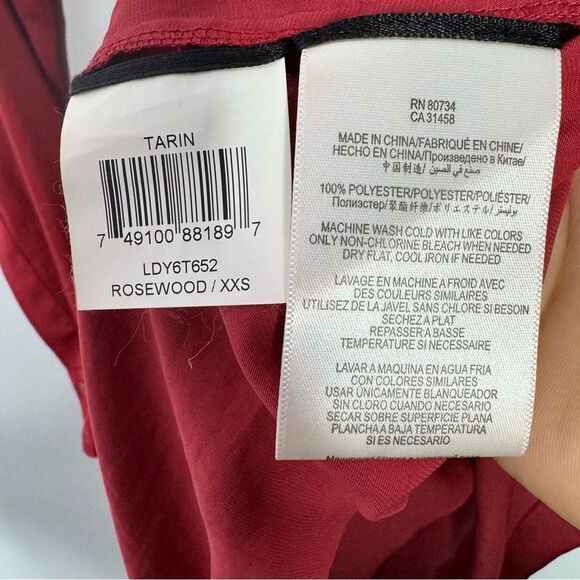 TARIN
7 49100 88189 7
LDY6T652
ROSEWOOD / XXS
RN 80734
CA 31458
MADE IN CHINA/FABRIQUÉ EN CHINE/
HECHO EN CHINA/Произведено в Китае/
中国制造/ صنع في الصين
100% POLYESTER/POLYESTER/POLIÉSTER/
Полиэстер/聚酯纤维/ポリエステル/بوليستر
MACHINE WASH COLD WITH LIKE COLORS
ONLY NON-CHLORINE BLEACH WHEN NEEDED
DRY FLAT, COOL IRON IF NEEDED
LAVAGE EN MACHINE A FROID AVEC
DES COULEURS SIMILAIRES
UTILISEZ DE LA JAVEL SANS CHLORE SI BESOIN
SECHEZ A PLAT
REPASSER A BASSE
TEMPERATURE SI NECESSAIRE
LAVAR A MAQUINA EN AGUA FRIA
CON COLORES SIMILARES
USAR ÚNICAMENTE BLANQUEADOR
SIN CLORO CUANDO NECESARIO
SECAR SOBRE SUPERFICIE PLANA
PLANCHA A BAJA TEMPERATURA
SI ES NECESARIO